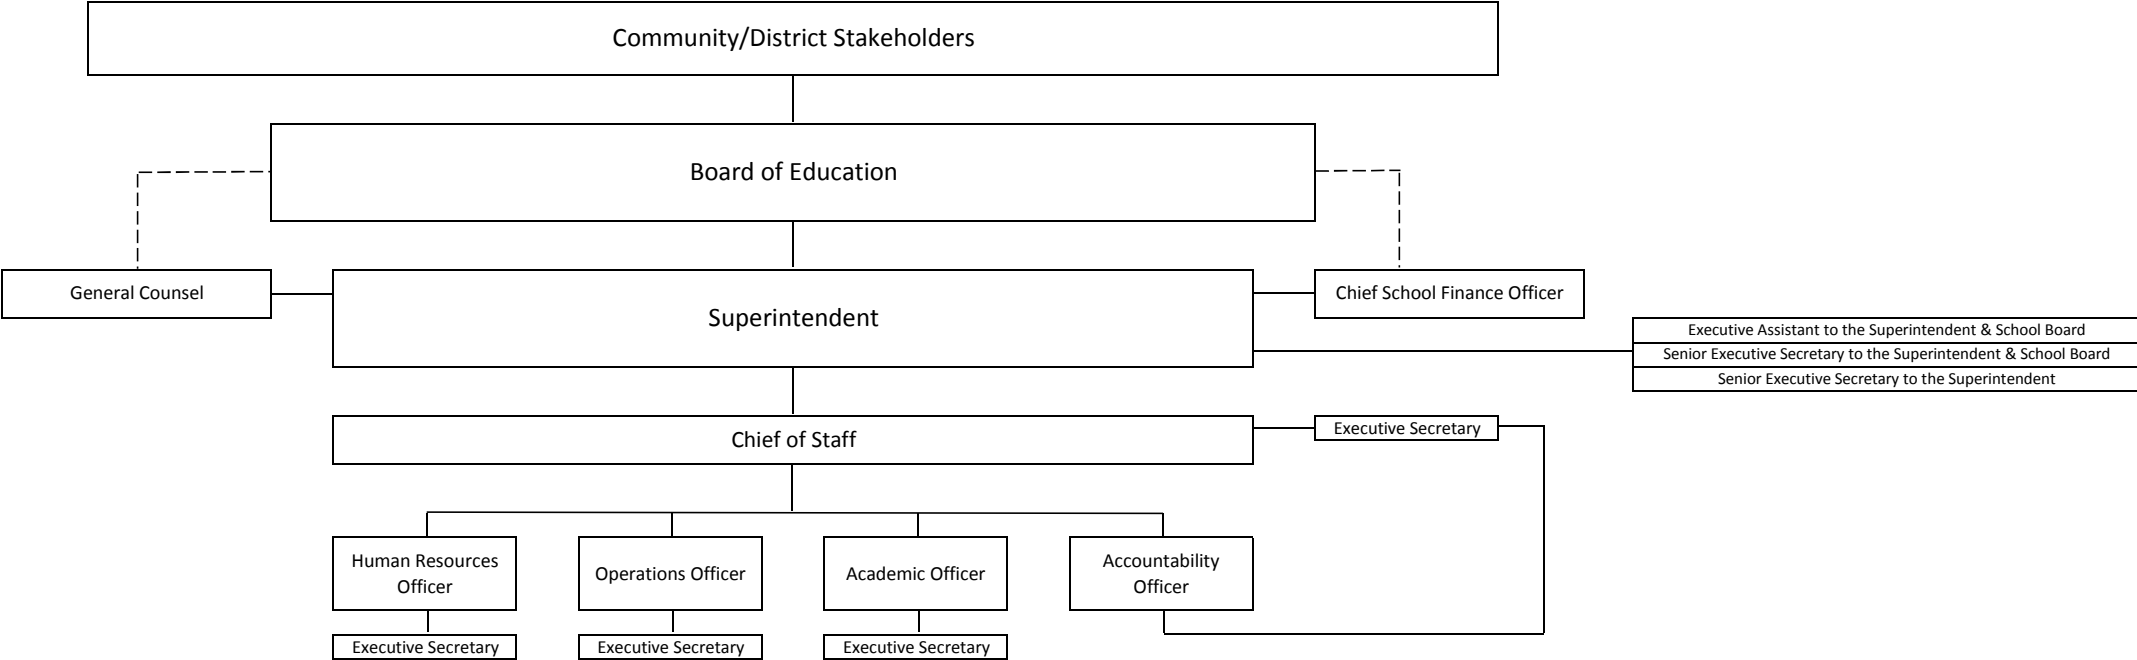 Community/District Stakeholders
Board of Education
General Counsel
Superintendent
Chief School Finance Officer
Executive Assistant to the Superintendent & School Board
Senior Executive Secretary to the Superintendent & School Board
Senior Executive Secretary to the Superintendent
Chief of Staff
Executive Secretary
Human Resources
Officer
Operations Officer
Academic Officer
Accountability
Officer
Executive Secretary
Executive Secretary
Executive Secretary